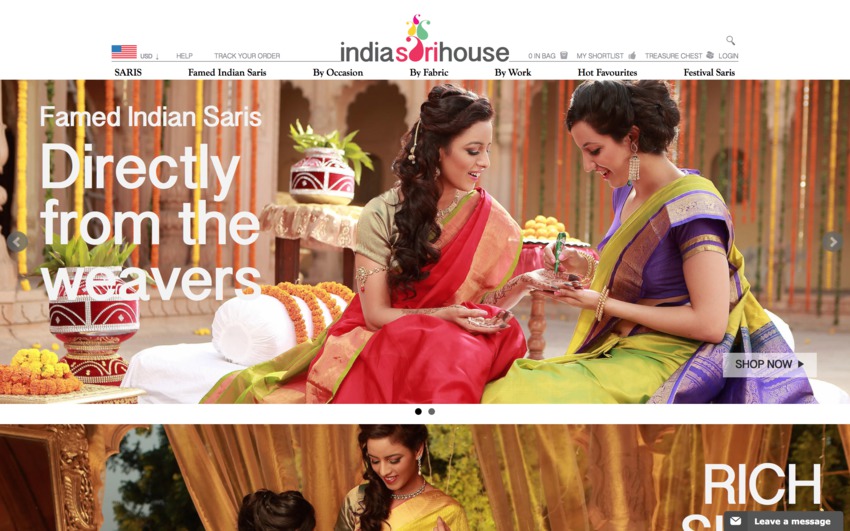 indiasarihouse
USD ↓ HELP TRACK YOUR ORDER 0 IN BAG MY SHORTLIST TREASURE CHEST LOGIN
SARIS Famed Indian Saris By Occasion By Fabric By Work Hot Favourites Festival Saris
Famed Indian Saris
Directly
from the
weavers
SHOP NOW
RICH
Leave a message